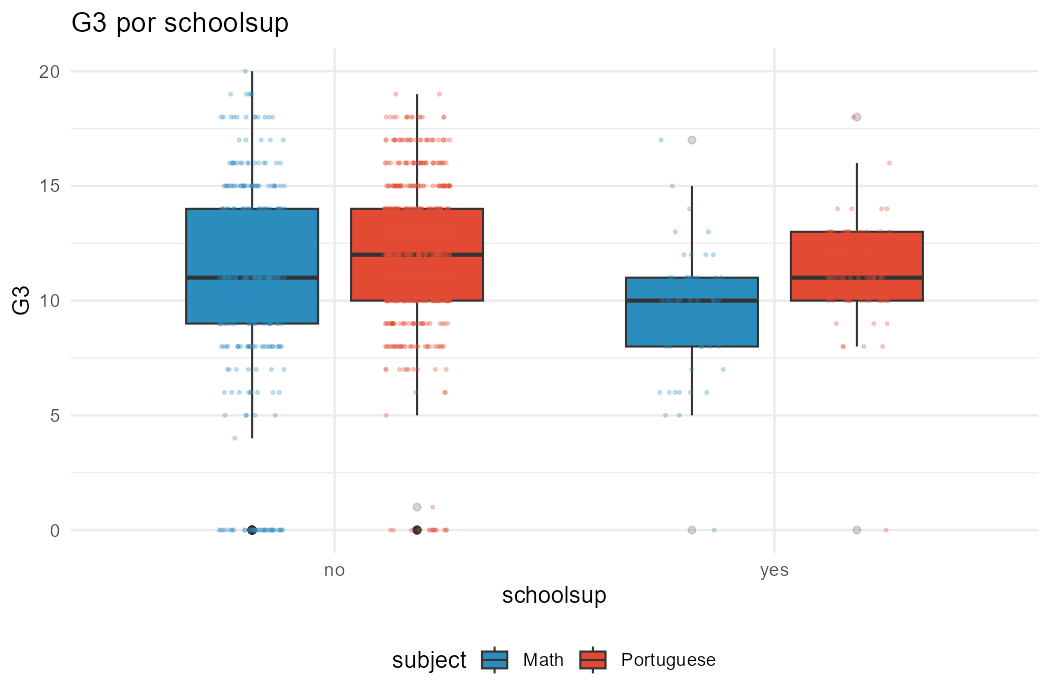 G3 por schoolsup
20
15
10
5
0
G3
no yes
schoolsup
subject Math Portuguese